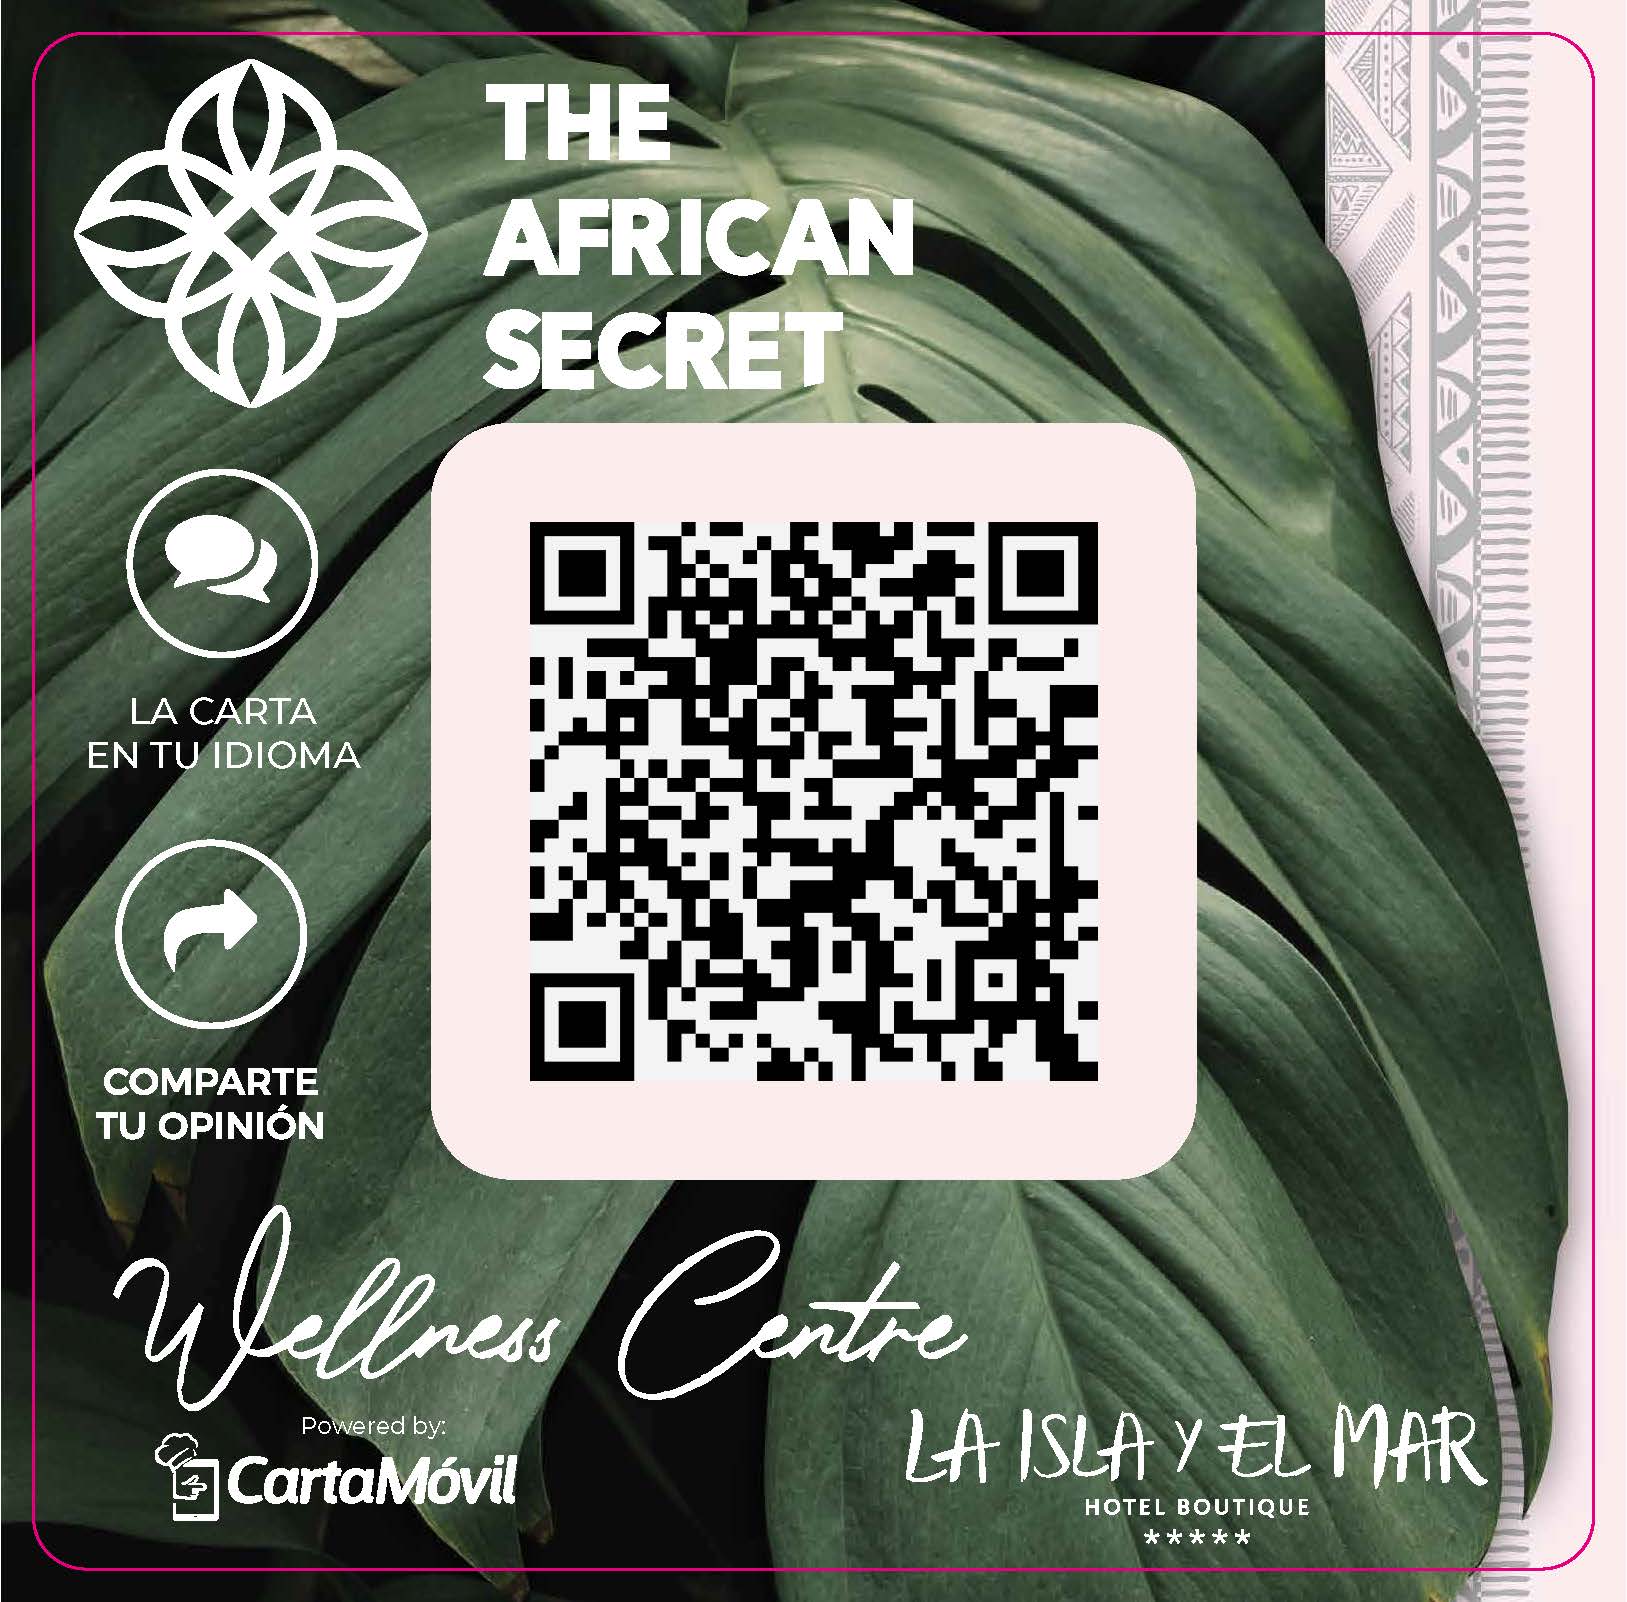 THE
AFRICAN
SECRET
LA CARTA
EN TU IDIOMA
COMPARTE
TU OPINIÓN
Wellness Centre
Powered by:
CartaMóvil
LA ISLA Y EL MAR
HOTEL BOUTIQUE
*****